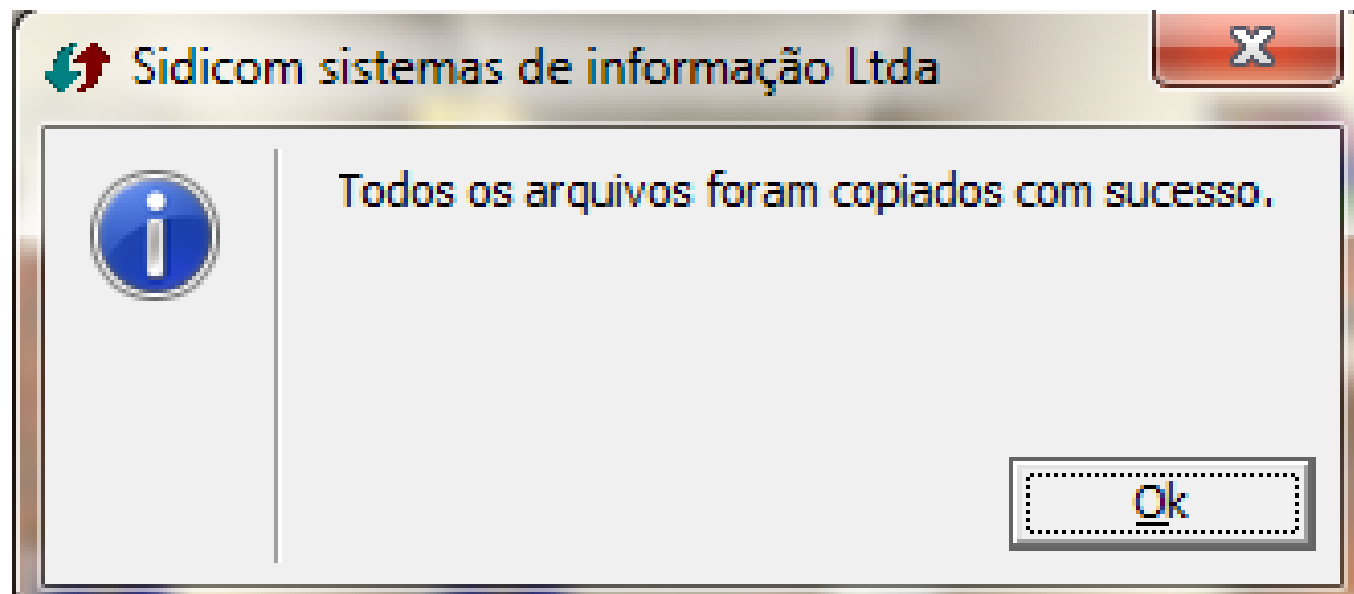 Sidicom sistemas de informação Ltda
Todos os arquivos foram copiados com sucesso.
Ok